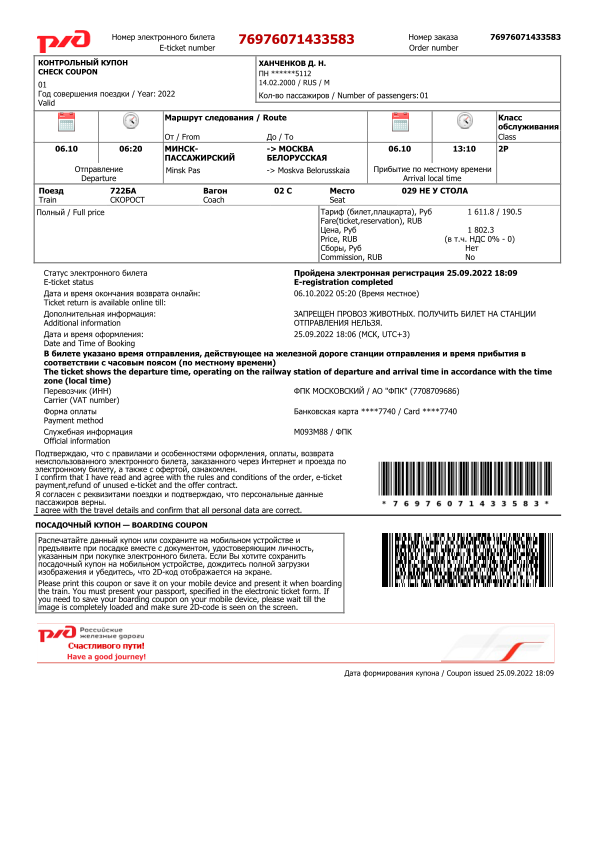 РЖД
Номер электронного билета
E-ticket number
76976071433583
Номер заказа
Order number
76976071433583
КОНТРОЛЬНЫЙ КУПОН
CHECK COUPON
01
Год совершения поездки / Year: 2022
Valid
ХАНЧЕНКОВ Д. Н.
ПН ******5112
14.02.2000 / RUS / M
Кол-во пассажиров / Number of passengers: 01
Маршрут следования / Route
От / From
До / To
Класс
обслуживания
Class
06.10
06:20
МИНСК-
ПАССАЖИРСКИЙ
-> МОСКВА
БЕЛОРУССКАЯ
06.10
13:10
2Р
Отправление
Departure
Minsk Pas
-> Moskva Belorusskaia
Прибытие по местному времени
Arrival local time
Поезд 722БА Вагон 02 С Место 029 НЕ У СТОЛА
Train СКОРОСТ Coach Seat
Полный / Full price
Тариф (билет,плацкарта), Руб 1 611.8 / 190.5
Fare(ticket,reservation), RUB
Цена, Руб 1 802.3
Price, RUB (в т.ч. НДС 0% - 0)
Сборы, Руб Нет
Commission, RUB No
Статус электронного билета
E-ticket status
Пройдена электронная регистрация 25.09.2022 18:09
E-registration completed
Дата и время окончания возврата онлайн:
Ticket return is available online till:
06.10.2022 05:20 (Время местное)
Дополнительная информация:
Additional information
ЗАПРЕЩЕН ПРОВОЗ ЖИВОТНЫХ. ПОЛУЧИТЬ БИЛЕТ НА СТАНЦИИ
ОТПРАВЛЕНИЯ НЕЛЬЗЯ.
Дата и время оформления:
Date and Time of Booking
25.09.2022 18:06 (МСК, UTC+3)
В билете указано время отправления, действующее на железной дороге станции отправления и время прибытия в
соответствии с часовым поясом (по местному времени)
The ticket shows the departure time, operating on the railway station of departure and arrival time in accordance with the time
zone (local time)
Перевозчик (ИНН)
Carrier (VAT number)
ФПК МОСКОВСКИЙ / АО "ФПК" (7708709686)
Форма оплаты
Payment method
Банковская карта ****7740 / Card ****7740
Служебная информация
Official information
М093М88 / ФПК
Подтверждаю, что с правилами и особенностями оформления, оплаты, возврата
неиспользованного электронного билета, заказанного через Интернет и проезда по
электронному билету, а также с офертой, ознакомлен.
I confirm that I have read and agree with the rules and conditions of the order, e-ticket
payment,refund of unused e-ticket and the offer contract.
Я согласен с реквизитами поездки и подтверждаю, что персональные данные
пассажиров верны.
I agree with the travel details and confirm that all personal data are correct.
* 7 6 9 7 6 0 7 1 4 3 3 5 8 3 *
ПОСАДОЧНЫЙ КУПОН — BOARDING COUPON
Распечатайте данный купон или сохраните на мобильном устройстве и
предъявите при посадке вместе с документом, удостоверяющим личность,
указанным при покупке электронного билета. Если Вы хотите сохранить
посадочный купон на мобильном устройстве, дождитесь полной загрузки
изображения и убедитесь, что 2D-код отображается на экране.
Please print this coupon or save it on your mobile device and present it when boarding
the train. You must present your passport, specified in the electronic ticket form. If
you need to save your boarding coupon on your mobile device, please wait till the
image is completely loaded and make sure 2D-code is seen on the screen.
РЖД
Российские
железные дороги
Счастливого пути!
Have a good journey!
Дата формирования купона / Coupon issued 25.09.2022 18:09